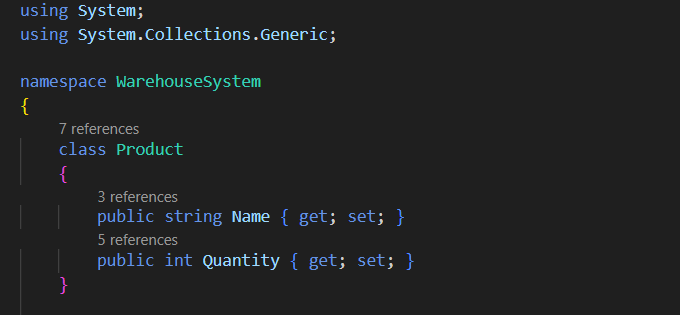 using System;
using System.Collections.Generic;
namespace WarehouseSystem
{
7 references
class Product
{
3 references
public string Name { get; set; }
5 references
public int Quantity { get; set; }
}